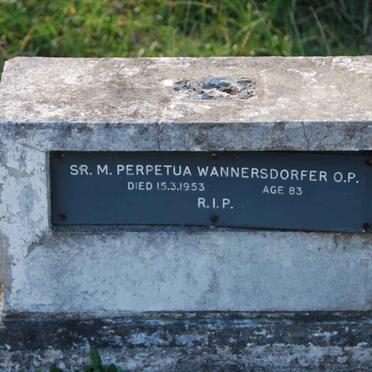 SR. M. PERPETUA WANNERSDORFER O.P.
DIED 15.3.1953 AGE 83
R.I.P.